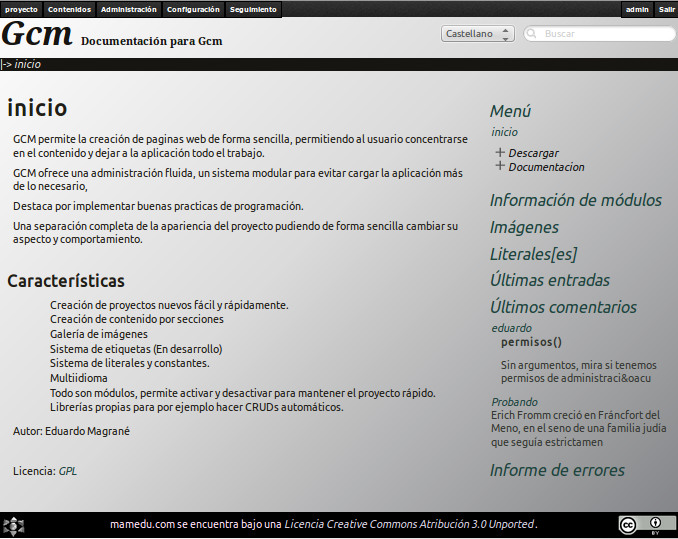 proyecto Contenidos Administración Configuración Seguimiento admin Salir
Gcm Documentación para Gcm
Castellano
Buscar
|-> inicio
inicio
GCM permite la creación de paginas web de forma sencilla, permitiendo al usuario concentrarse
en el contenido y dejar a la aplicación todo el trabajo.
GCM ofrece una administración fluida, un sistema modular para evitar cargar la aplicación más
de lo necesario,
Destaca por implementar buenas practicas de programación.
Una separación completa de la apariencia del proyecto pudiendo de forma sencilla cambiar su
aspecto y comportamiento.
Características
Creación de proyectos nuevos fácil y rápidamente.
Creación de contenido por secciones
Galería de imágenes
Sistema de etiquetas (En desarrollo)
Sistema de literales y constantes.
Multiidioma
Todo son módulos, permite activar y desactivar para mantener el proyecto rápido.
Librerías propias para por ejemplo hacer CRUDs automáticos.
Autor: Eduardo Magrané
Licencia: GPL
Menú
inicio
+ Descargar
+ Documentacion
Información de módulos
Imágenes
Literales[es]
Últimas entradas
Últimos comentarios
eduardo
permisos()
Sin argumentos, mira si tenemos
permisos de administraci&oacu
Probando
Erich Fromm creció en Fráncfort del
Meno, en el seno de una familia judía
que seguía estrictamen
Informe de errores
mamedu.com se encuentra bajo una Licencia Creative Commons Atribución 3.0 Unported .
cc
BY